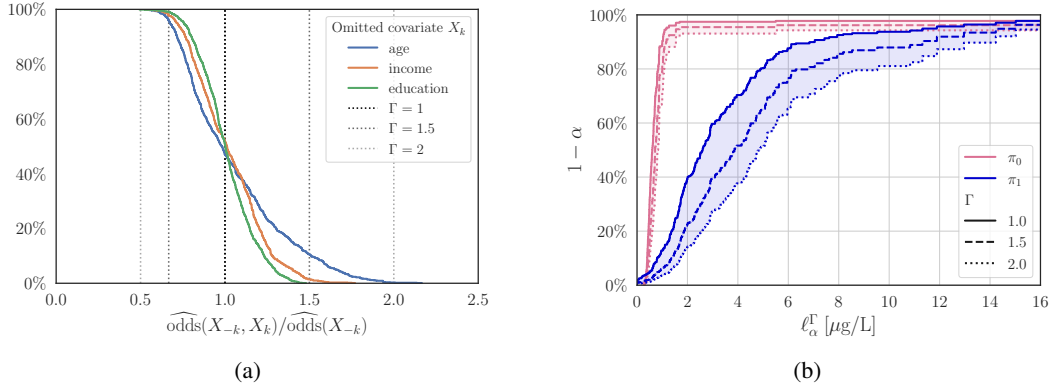 100%
80%
60%
40%
20%
0%
0.0 0.5 1.0 1.5 2.0 2.5
odds(X₋ₖ, Xₖ)/odds(X₋ₖ)
Omitted covariate Xₖ
age
income
education
Γ = 1
Γ = 1.5
Γ = 2
(a)
100%
80%
60%
40%
20%
0%
1 − α
0 2 4 6 8 10 12 14 16
ℓ_α^Γ [µg/L]
π₀
π₁
Γ
1.0
1.5
2.0
(b)